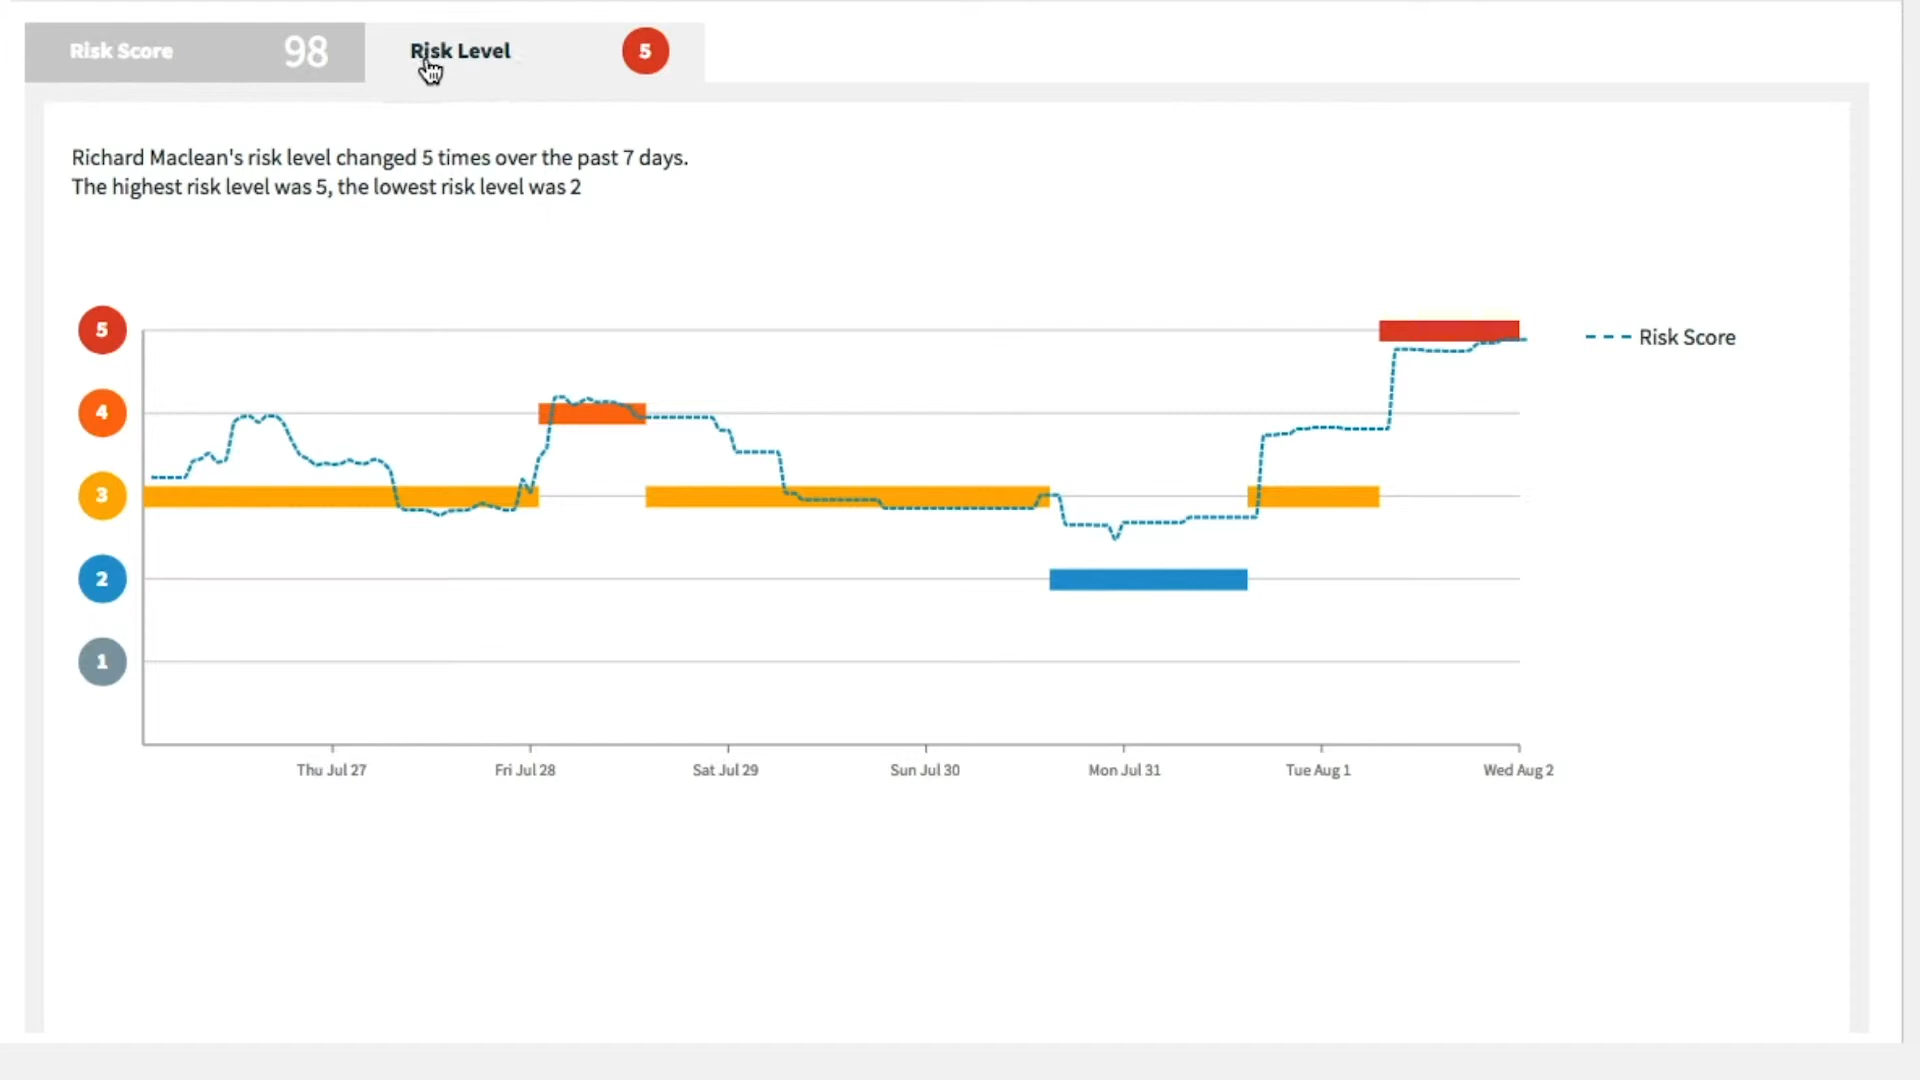 Risk Score 98 Risk Level 5
Richard Maclean's risk level changed 5 times over the past 7 days.
The highest risk level was 5, the lowest risk level was 2
5
Risk Score
4
3
2
1
Thu Jul 27 Fri Jul 28 Sat Jul 29 Sun Jul 30 Mon Jul 31 Tue Aug 1 Wed Aug 2